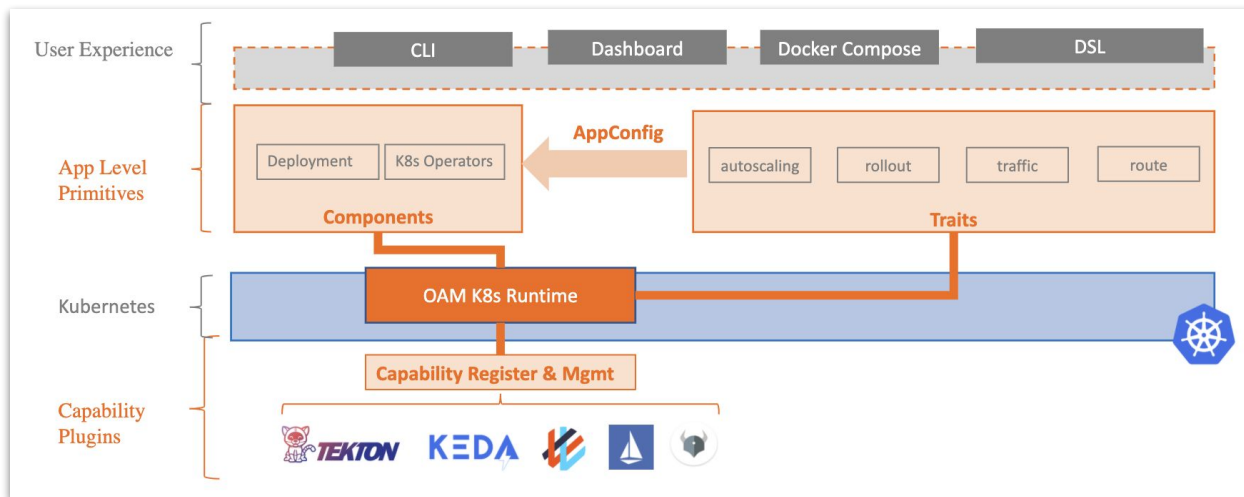 User Experience
CLI
Dashboard
Docker Compose
DSL
App Level
Primitives
Deployment
K8s Operators
Components
AppConfig
autoscaling
rollout
traffic
route
Traits
Kubernetes
OAM K8s Runtime
Capability Register & Mgmt
Capability
Plugins
TEKTON
KEDA